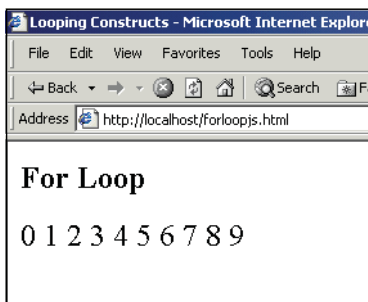 Looping Constructs - Microsoft Internet Explore
File Edit View Favorites Tools Help
Back Search F
Address http://localhost/forloopjs.html
For Loop
0 1 2 3 4 5 6 7 8 9